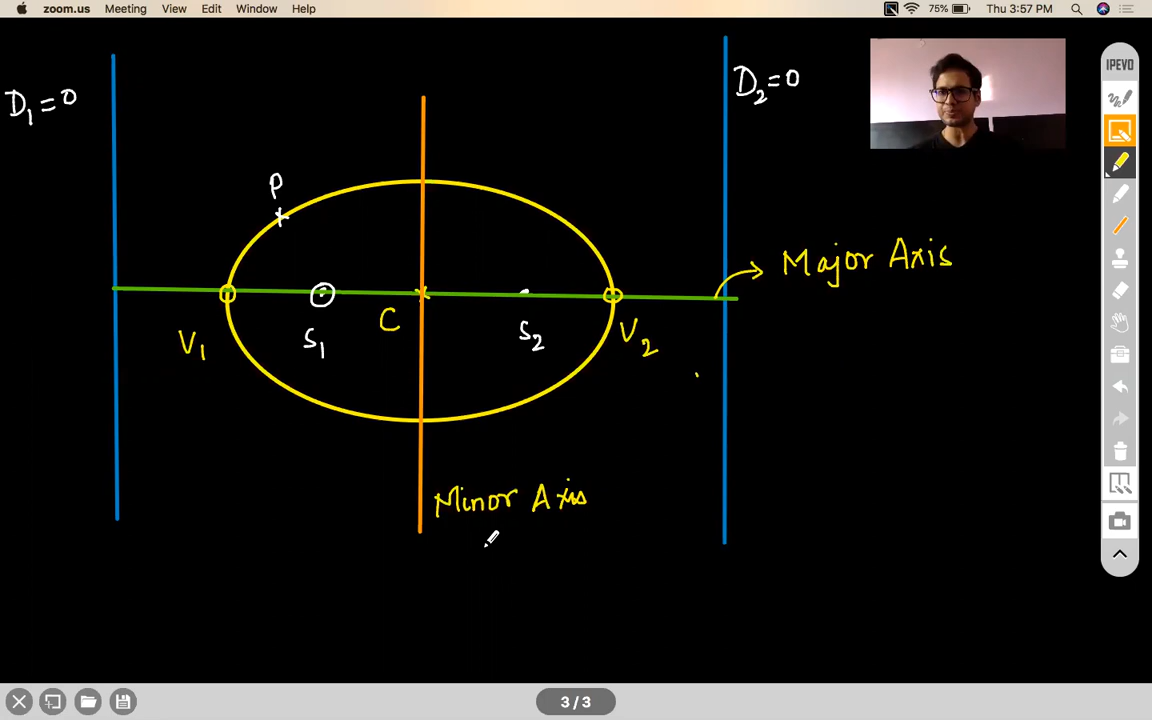 zoom.us Meeting View Edit Window Help
75% Thu 3:57 PM
IPEVO
D₁=0
D₂=0
P
Major Axis
C
S₁
S₂
V₁
V₂
Minor Axis
3/3